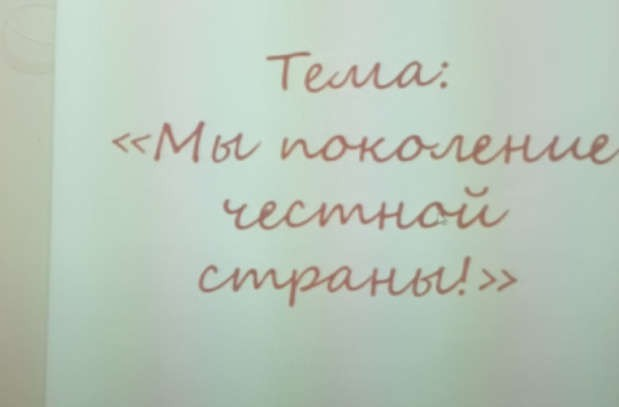 Тема:
«Мы поколение
честной
страны!»